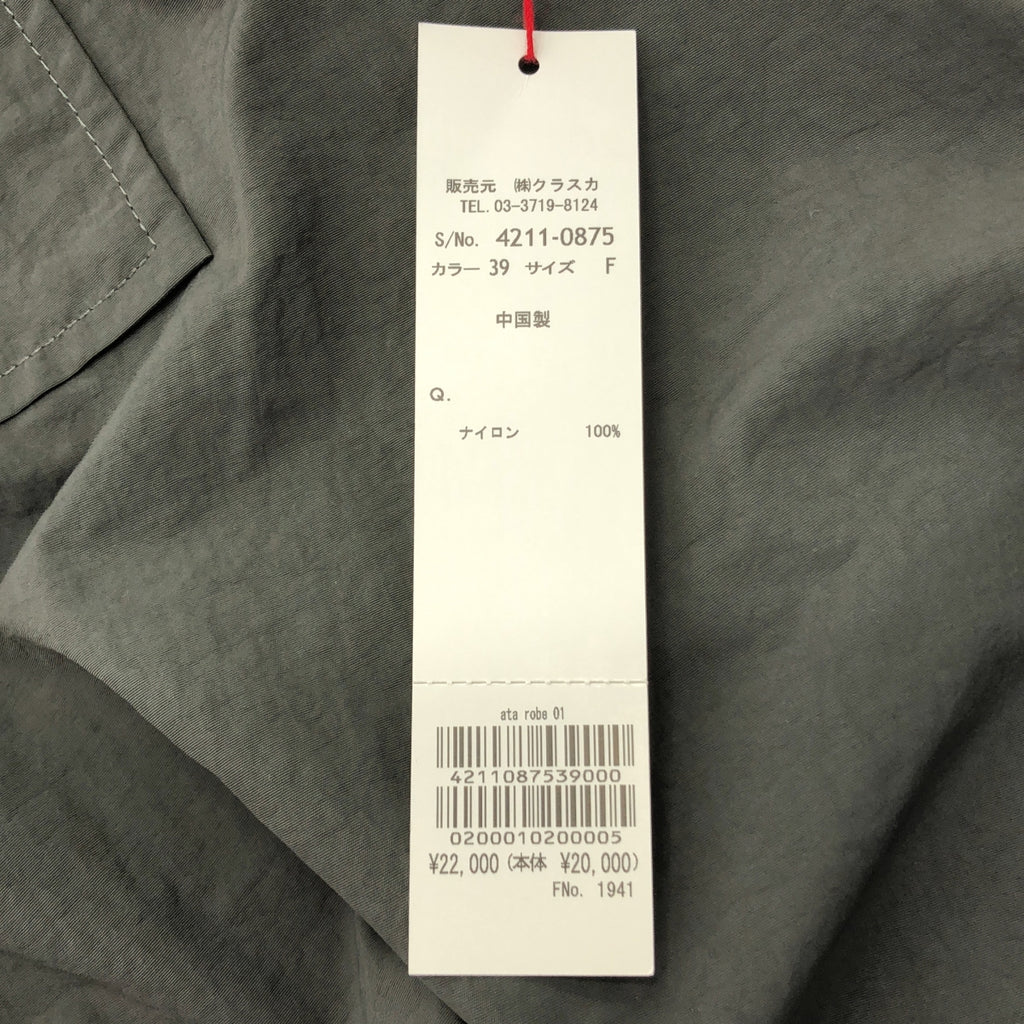 販売元 ㈱クラスカ
TEL. 03-3719-8124
S/No. 4211-0875
カラー 39 サイズ F
中国製
Q.
ナイロン 100%
ata robe 01
4211087539000
0200010200005
¥22,000 (本体 ¥20,000)
FNo. 1941